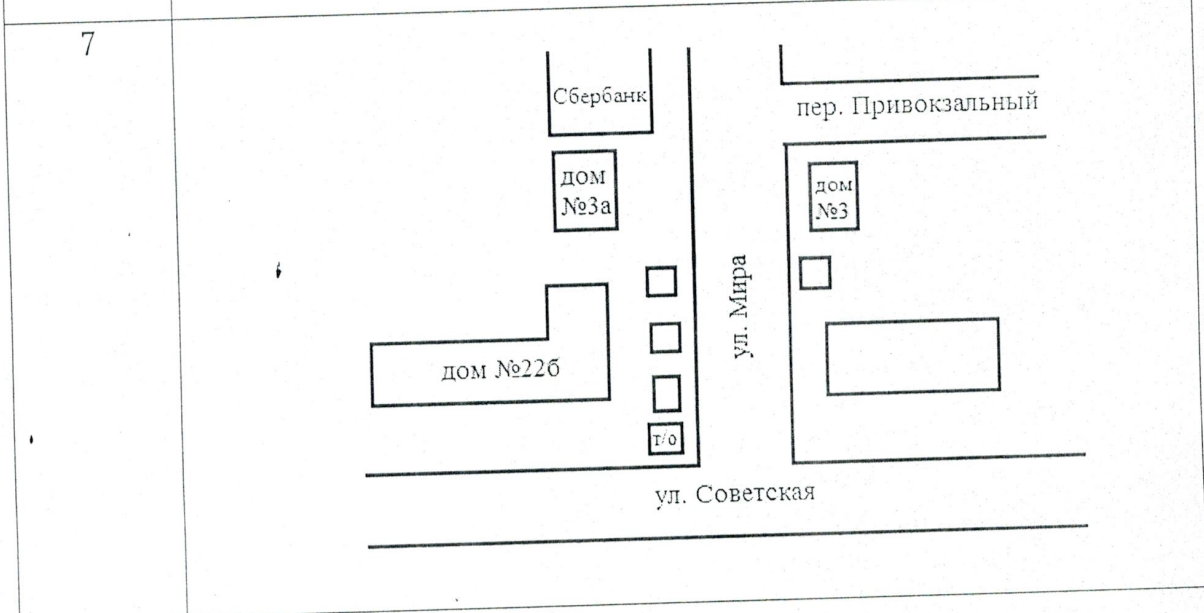 7
Сбербанк
пер. Привокзальный
дом
№3а
дом
№3
ул. Мира
дом №22б
т/о
ул. Советская